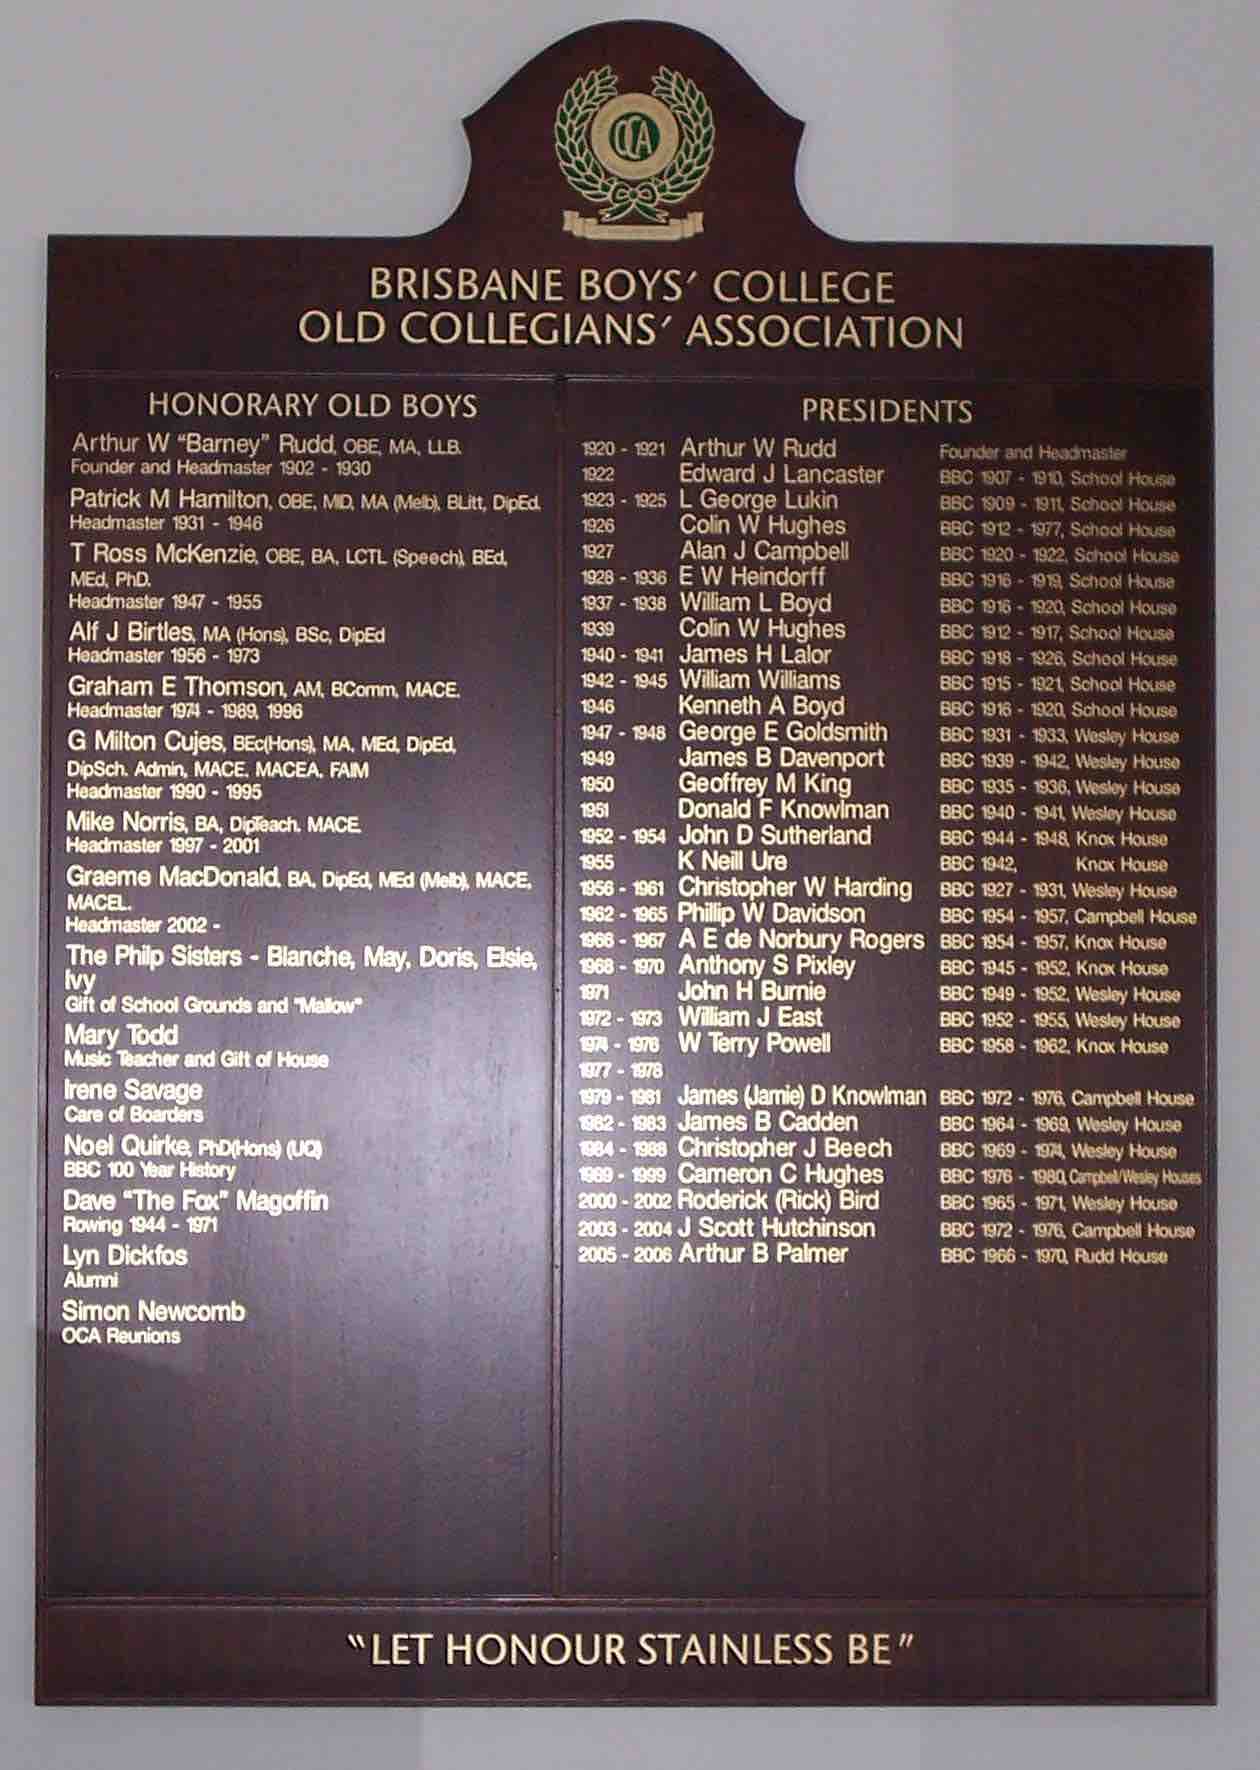 OCA
BRISBANE BOYS' COLLEGE
OLD COLLEGIANS' ASSOCIATION
HONORARY OLD BOYS
Arthur W "Barney" Rudd, OBE, MA, LLB.
Founder and Headmaster 1902 - 1930
Patrick M Hamilton, OBE, MID, MA (Melb), BLitt, DipEd.
Headmaster 1931 - 1946
T Ross McKenzie, OBE, BA, LCTL (Speech), BEd,
MEd, PhD.
Headmaster 1947 - 1955
Alf J Birtles, MA (Hons), BSc, DipEd
Headmaster 1956 - 1973
Graham E Thomson, AM, BComm, MACE.
Headmaster 1974 - 1989, 1996
G Milton Cujes, BEc(Hons), MA, MEd, DipEd,
DipSch. Admin, MACE, MACEA, FAIM
Headmaster 1990 - 1995
Mike Norris, BA, DipTeach. MACE.
Headmaster 1997 - 2001
Graeme MacDonald, BA, DipEd, MEd (Melb), MACE,
MACEL.
Headmaster 2002 -
The Philp Sisters - Blanche, May, Doris, Elsie,
Ivy
Gift of School Grounds and "Mallow"
Mary Todd
Music Teacher and Gift of House
Irene Savage
Care of Boarders
Noel Quirke, PhD(Hons) (UQ)
BBC 100 Year History
Dave "The Fox" Magoffin
Rowing 1944 - 1971
Lyn Dickfos
Alumni
Simon Newcomb
OCA Reunions
PRESIDENTS
1920 - 1921 Arthur W Rudd Founder and Headmaster
1922 Edward J Lancaster BBC 1907 - 1910, School House
1923 - 1925 L George Lukin BBC 1909 - 1911, School House
1926 Colin W Hughes BBC 1912 - 1977, School House
1927 Alan J Campbell BBC 1920 - 1922, School House
1928 - 1936 E W Heindorff BBC 1916 - 1919, School House
1937 - 1938 William L Boyd BBC 1916 - 1920, School House
1939 Colin W Hughes BBC 1912 - 1917, School House
1940 - 1941 James H Lalor BBC 1918 - 1926, School House
1942 - 1945 William Williams BBC 1915 - 1921, School House
1946 Kenneth A Boyd BBC 1916 - 1920, School House
1947 - 1948 George E Goldsmith BBC 1931 - 1933, Wesley House
1949 James B Davenport BBC 1939 - 1942, Wesley House
1950 Geoffrey M King BBC 1935 - 1936, Wesley House
1951 Donald F Knowlman BBC 1940 - 1941, Wesley House
1952 - 1954 John D Sutherland BBC 1944 - 1948, Knox House
1955 K Neill Ure BBC 1942, Knox House
1956 - 1961 Christopher W Harding BBC 1927 - 1931, Wesley House
1962 - 1965 Phillip W Davidson BBC 1954 - 1957, Campbell House
1966 - 1967 A E de Norbury Rogers BBC 1954 - 1957, Knox House
1968 - 1970 Anthony S Pixley BBC 1945 - 1952, Knox House
1971 John H Burnie BBC 1949 - 1952, Wesley House
1972 - 1973 William J East BBC 1952 - 1955, Wesley House
1974 - 1976 W Terry Powell BBC 1958 - 1962, Knox House
1977 - 1978
1979 - 1981 James (Jamie) D Knowlman BBC 1972 - 1976, Campbell House
1982 - 1983 James B Cadden BBC 1964 - 1969, Wesley House
1984 - 1988 Christopher J Beech BBC 1969 - 1974, Wesley House
1989 - 1999 Cameron C Hughes BBC 1976 - 1980, Campbell/Wesley Houses
2000 - 2002 Roderick (Rick) Bird BBC 1965 - 1971, Wesley House
2003 - 2004 J Scott Hutchinson BBC 1972 - 1976, Campbell House
2005 - 2006 Arthur B Palmer BBC 1966 - 1970, Rudd House
"LET HONOUR STAINLESS BE"